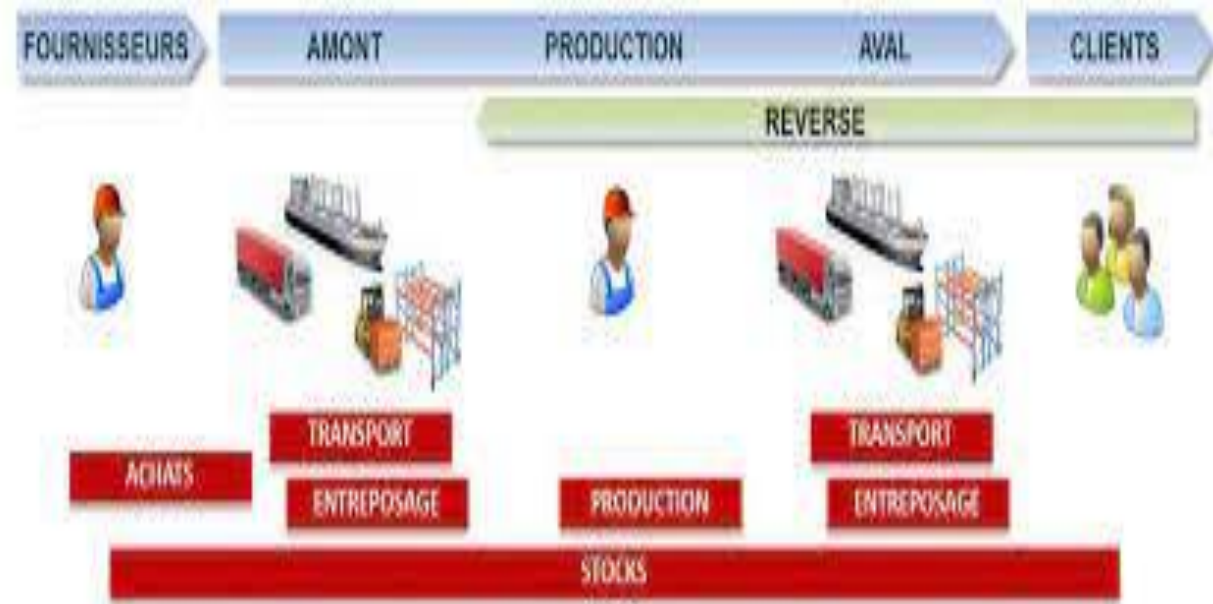 FOURNISSEURS AMONT PRODUCTION AVAL CLIENTS
REVERSE
TRANSPORT TRANSPORT
ACHATS
ENTREPOSAGE PRODUCTION ENTREPOSAGE
STOCKS